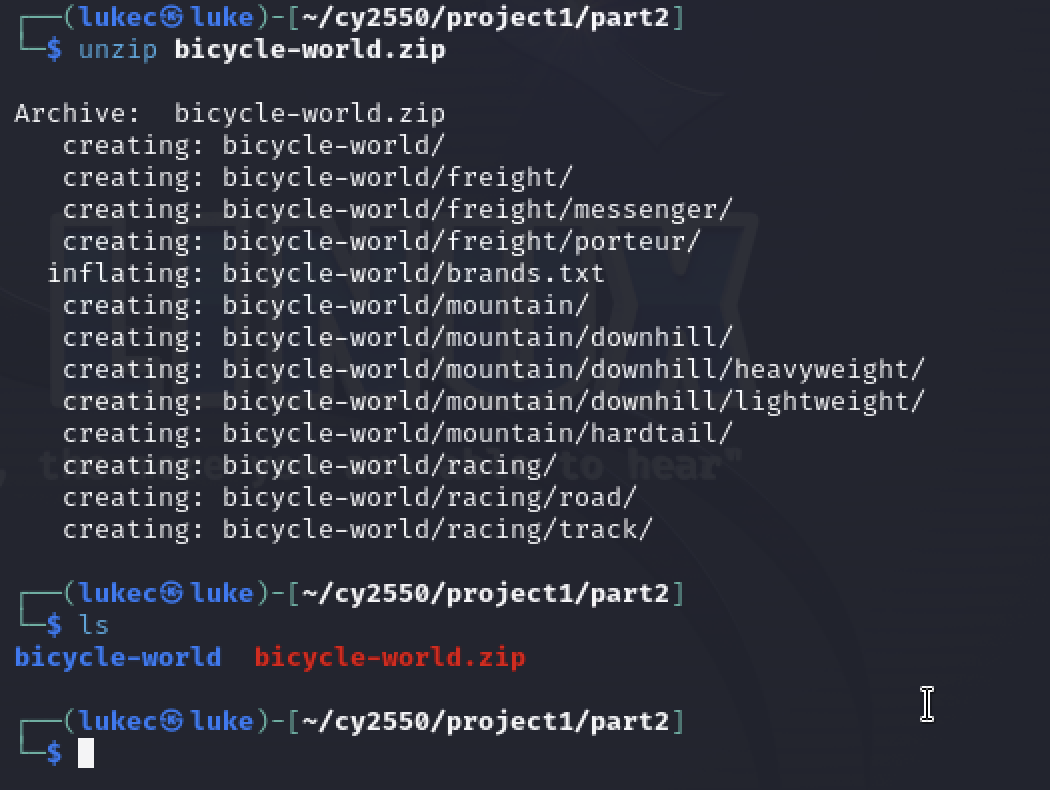 ┌──(lukec㉿luke)-[~/cy2550/project1/part2]
└─$ unzip bicycle-world.zip
Archive:  bicycle-world.zip
   creating: bicycle-world/
   creating: bicycle-world/freight/
   creating: bicycle-world/freight/messenger/
   creating: bicycle-world/freight/porteur/
  inflating: bicycle-world/brands.txt
   creating: bicycle-world/mountain/
   creating: bicycle-world/mountain/downhill/
   creating: bicycle-world/mountain/downhill/heavyweight/
   creating: bicycle-world/mountain/downhill/lightweight/
   creating: bicycle-world/mountain/hardtail/
   creating: bicycle-world/racing/
   creating: bicycle-world/racing/road/
   creating: bicycle-world/racing/track/
┌──(lukec㉿luke)-[~/cy2550/project1/part2]
└─$ ls
bicycle-world  bicycle-world.zip
┌──(lukec㉿luke)-[~/cy2550/project1/part2]
└─$
LINUX
to hear"